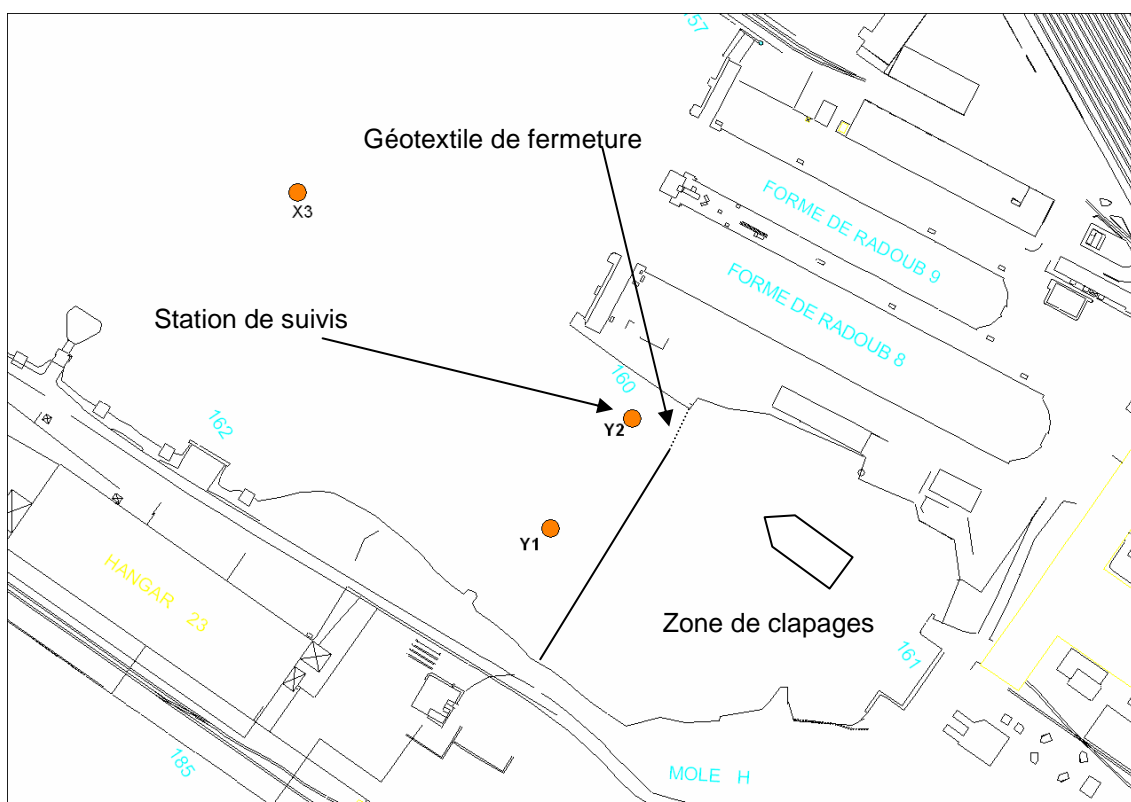 157
Géotextile de fermeture
X3
FORME DE RADOUB 9
FORME DE RADOUB 8
Station de suivis
160
162
Y2
Y1
HANGAR 23
Zone de clapages
161
185
MOLE H